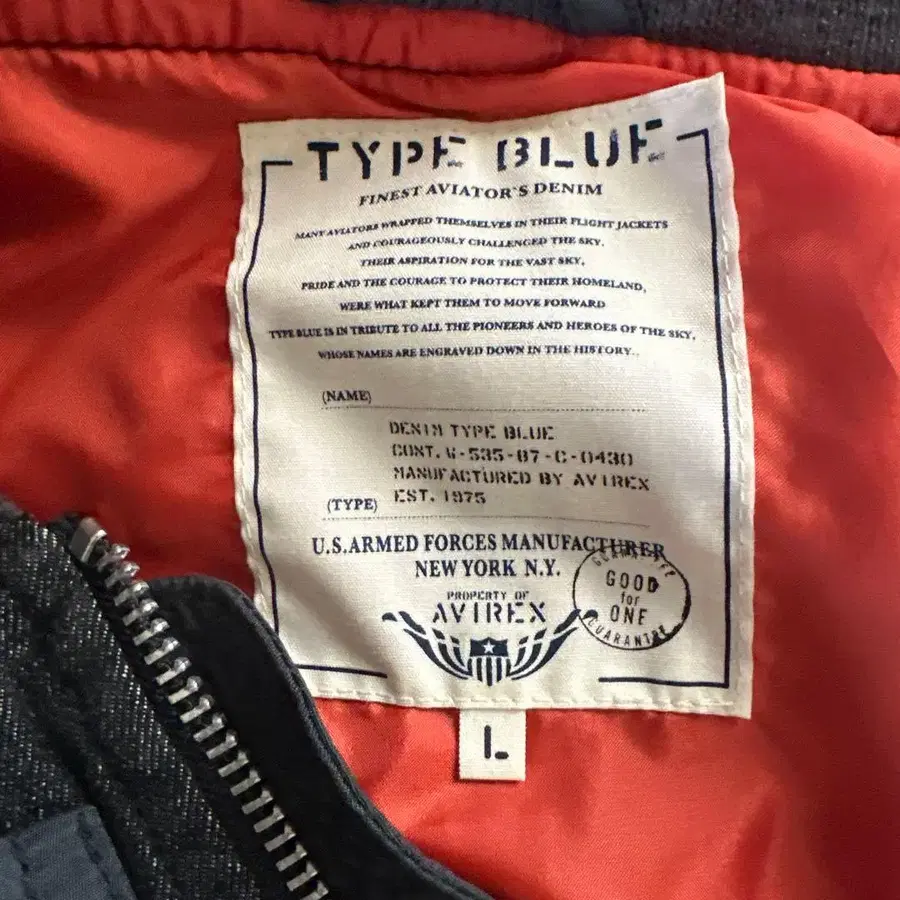 TYPE BLUE
FINEST AVIATOR'S DENIM
MANY AVIATORS WRAPPED THEMSELVES IN THEIR FLIGHT JACKETS
AND COURAGEOUSLY CHALLENGED THE SKY.
THEIR ASPIRATION FOR THE VAST SKY,
PRIDE AND THE COURAGE TO PROTECT THEIR HOMELAND,
WERE WHAT KEPT THEM TO MOVE FORWARD
TYPE BLUE IS IN TRIBUTE TO ALL THE PIONEERS AND HEROES OF THE SKY,
WHOSE NAMES ARE ENGRAVED DOWN IN THE HISTORY..
(NAME)
DENIM TYPE BLUE
CONT. W-535-87-C-0430
MANUFACTURED BY AVIREX
(TYPE) EST. 1975
U.S.ARMED FORCES MANUFACTURER
NEW YORK N.Y.
PROPERTY OF
AVIREX
GUARANTEE
GOOD
for
ONE
GUARANTEE
L